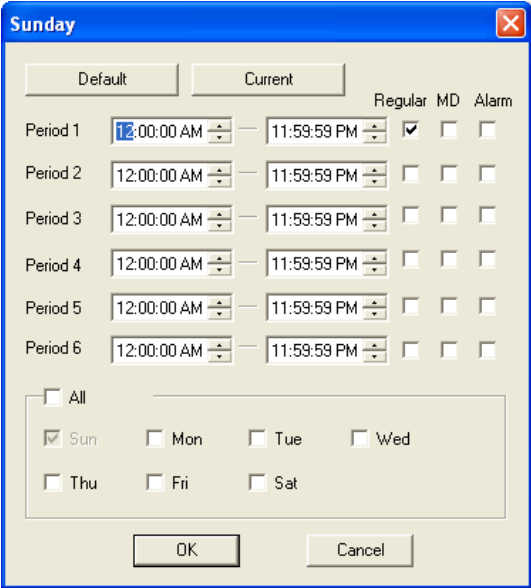 Sunday
Default Current
Regular MD Alarm
Period 1 12:00:00 AM — 11:59:59 PM
Period 2 12:00:00 AM — 11:59:59 PM
Period 3 12:00:00 AM — 11:59:59 PM
Period 4 12:00:00 AM — 11:59:59 PM
Period 5 12:00:00 AM — 11:59:59 PM
Period 6 12:00:00 AM — 11:59:59 PM
All
Sun Mon Tue Wed
Thu Fri Sat
OK Cancel